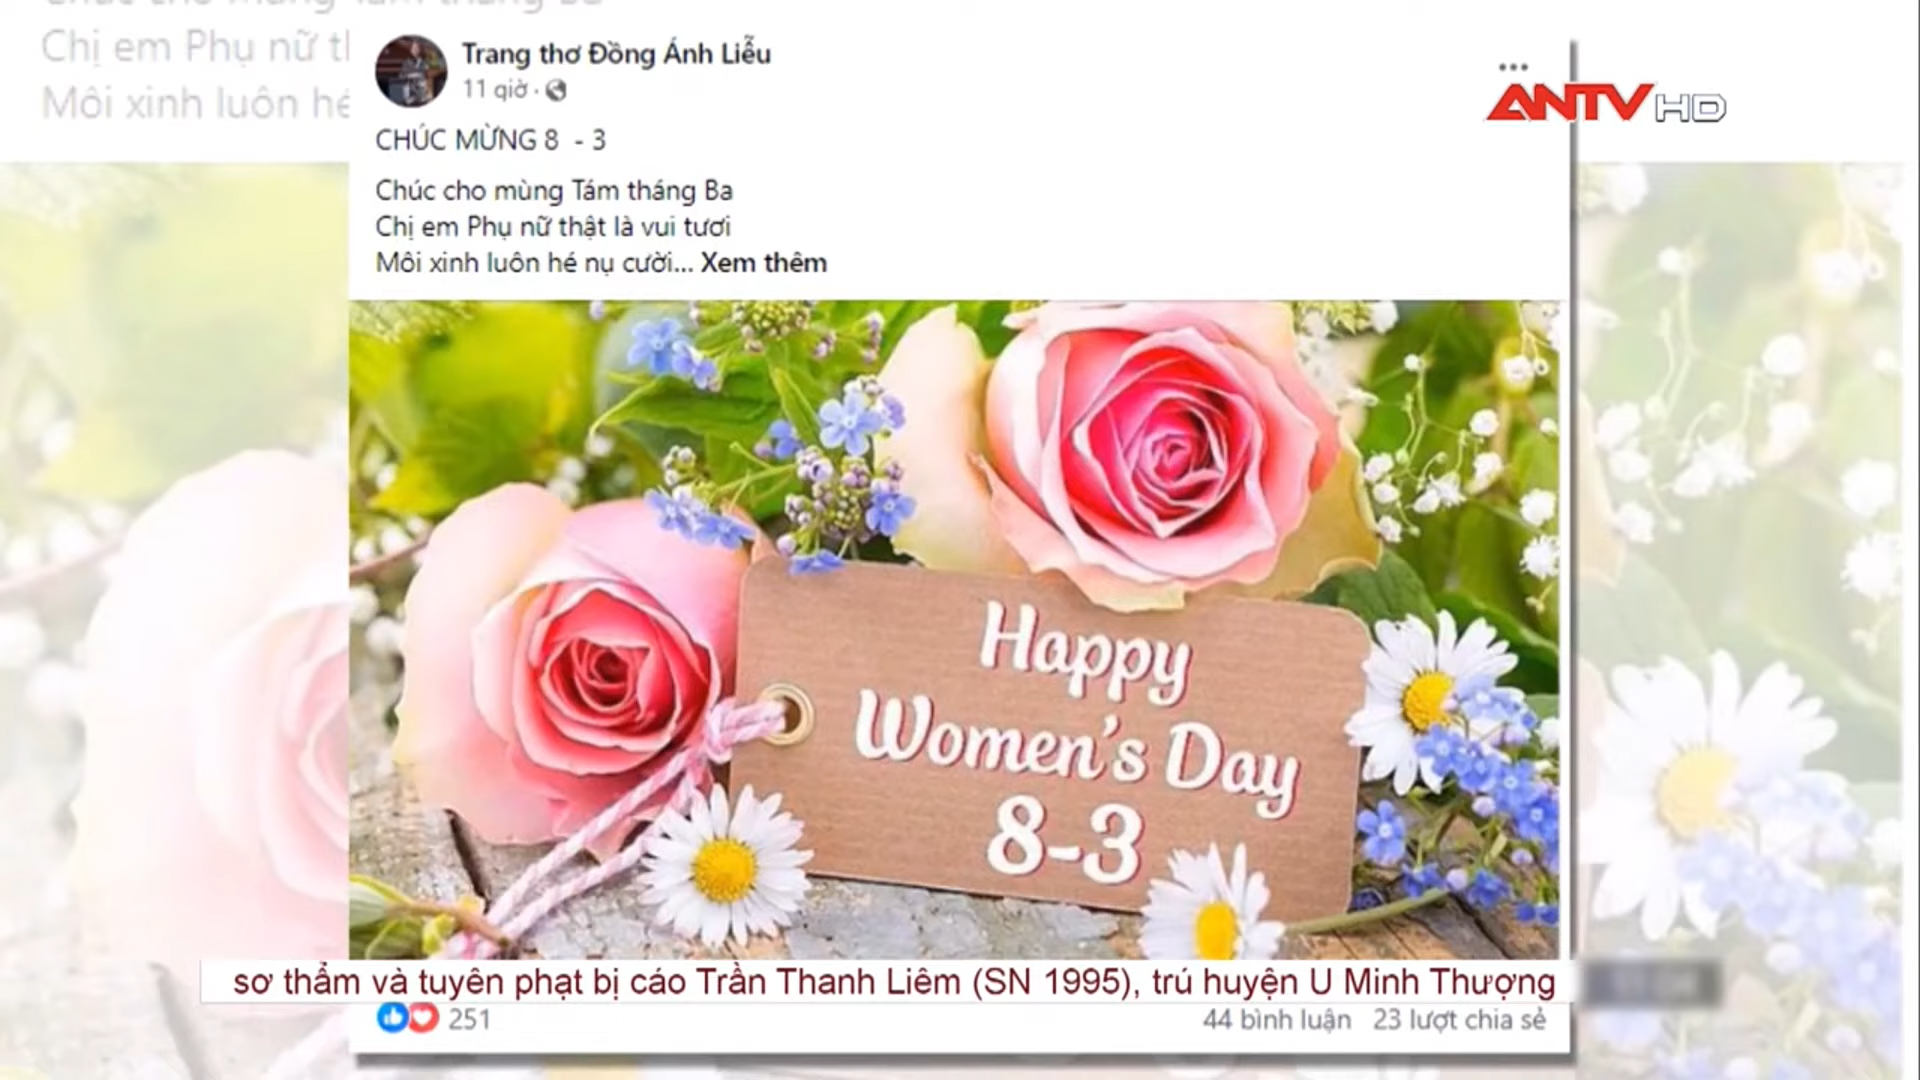 Chị em Phụ nữ th
Môi xinh luôn hé
Trang thơ Đồng Ánh Liễu
11 giờ ·
ANTV HD
CHÚC MỪNG 8 - 3
Chúc cho mùng Tám tháng Ba
Chị em Phụ nữ thật là vui tươi
Môi xinh luôn hé nụ cười... Xem thêm
Happy
Women's Day
8-3
sơ thẩm và tuyên phạt bị cáo Trần Thanh Liêm (SN 1995), trú huyện U Minh Thượng
251
44 bình luận 23 lượt chia sẻ